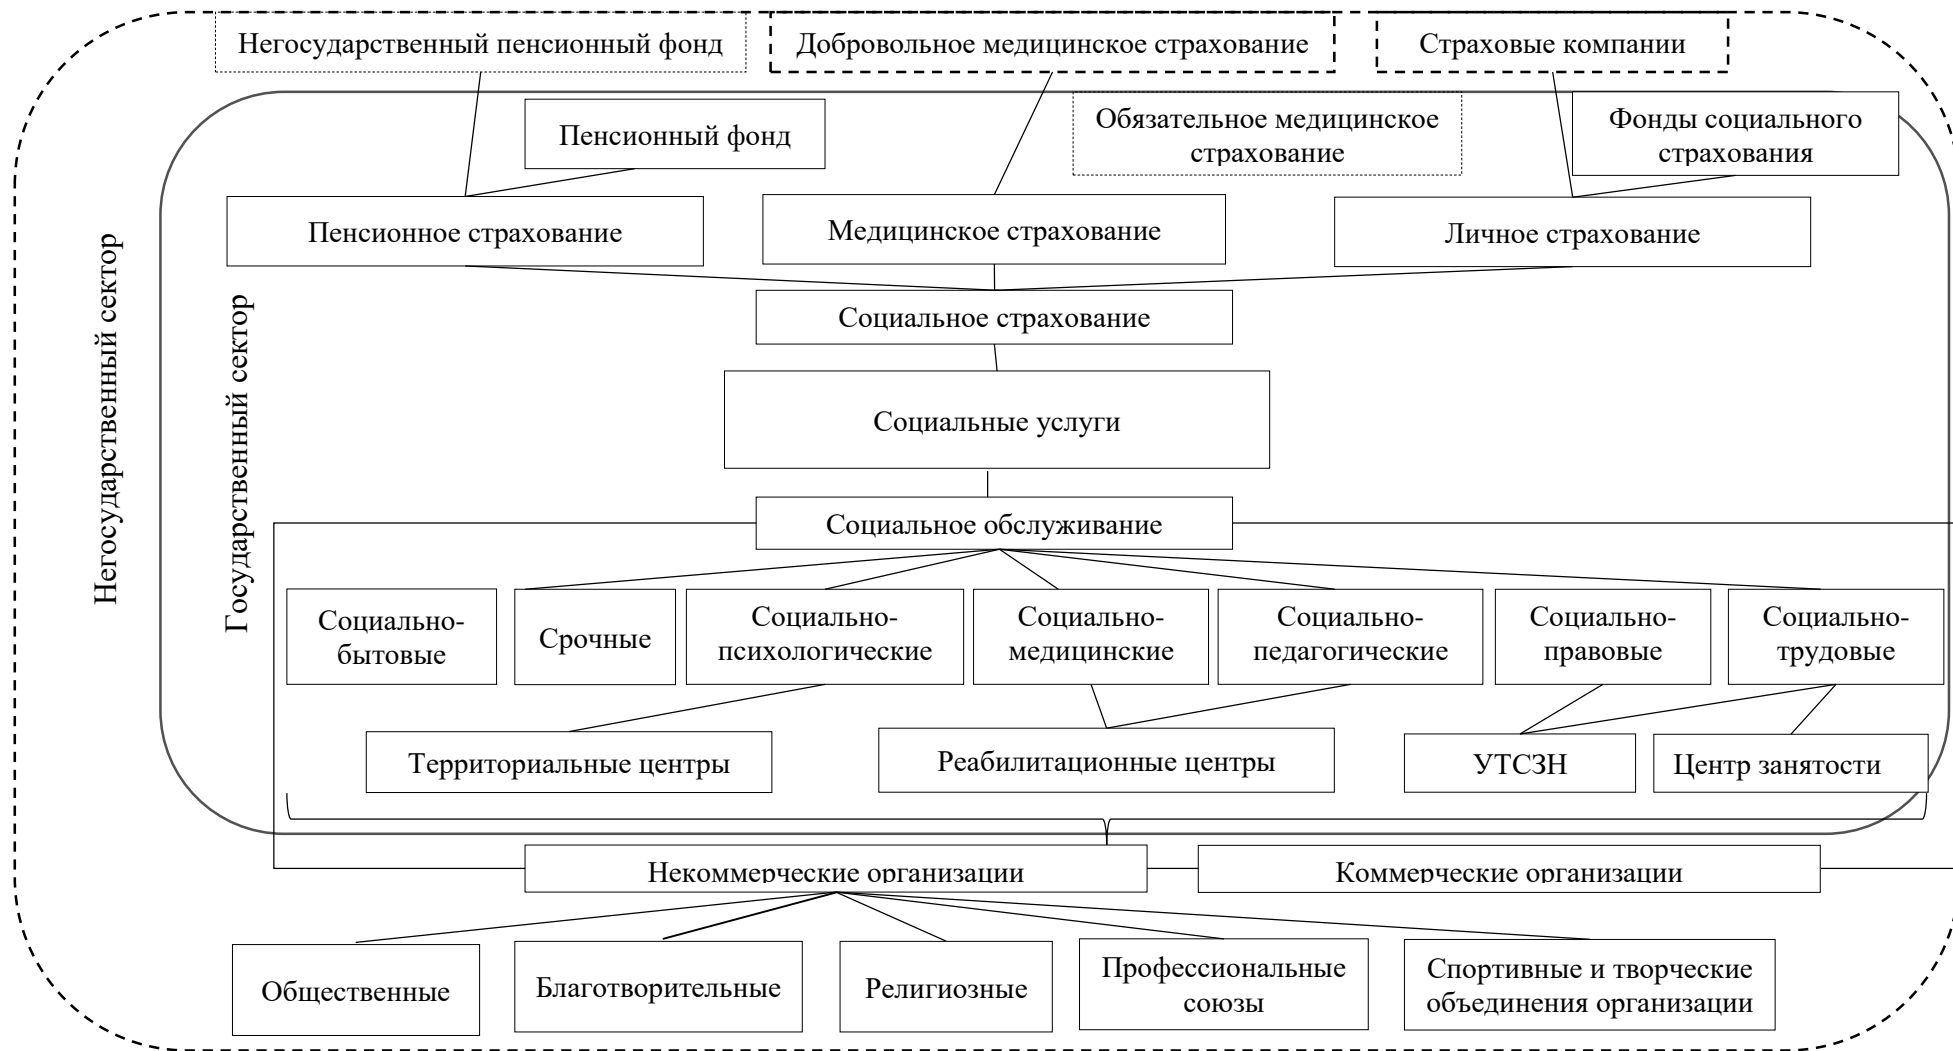 Негосударственный пенсионный фонд
Добровольное медицинское страхование
Страховые компании
Пенсионный фонд
Обязательное медицинское
страхование
Фонды социального
страхования
Пенсионное страхование
Медицинское страхование
Личное страхование
Негосударственный сектор
Государственный сектор
Социальное страхование
Социальные услуги
Социальное обслуживание
Социально-
бытовые
Срочные
Социально-
психологические
Социально-
медицинские
Социально-
педагогические
Социально-
правовые
Социально-
трудовые
Территориальные центры
Реабилитационные центры
УТСЗН
Центр занятости
Некоммерческие организации
Коммерческие организации
Общественные
Благотворительные
Религиозные
Профессиональные
союзы
Спортивные и творческие
объединения организации